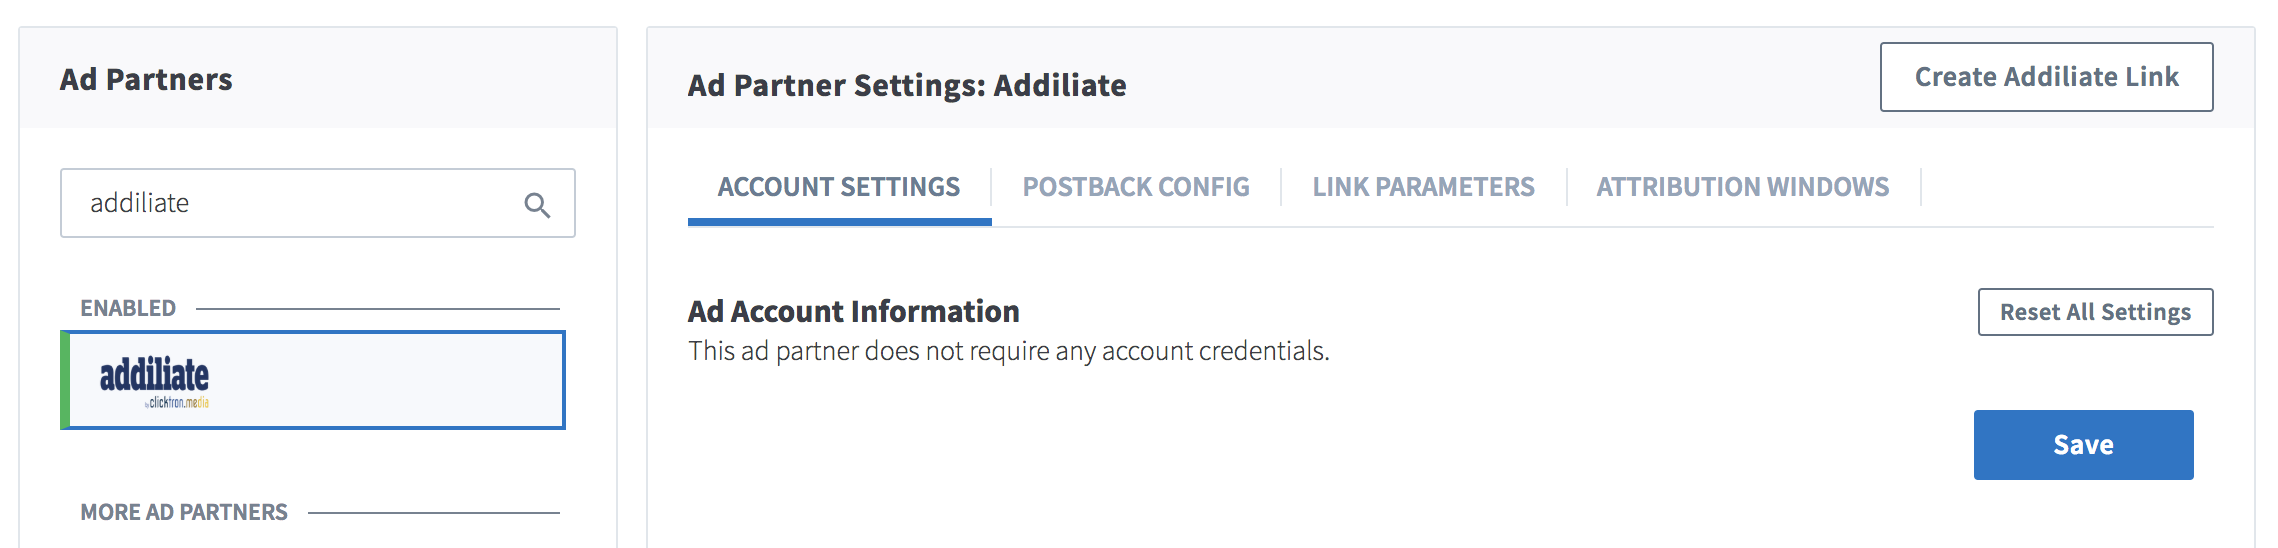 Ad Partners
addiliate
ENABLED
addiliate
by clicktron.media
MORE AD PARTNERS
Ad Partner Settings: Addiliate
Create Addiliate Link
ACCOUNT SETTINGS
POSTBACK CONFIG
LINK PARAMETERS
ATTRIBUTION WINDOWS
Ad Account Information
Reset All Settings
This ad partner does not require any account credentials.
Save